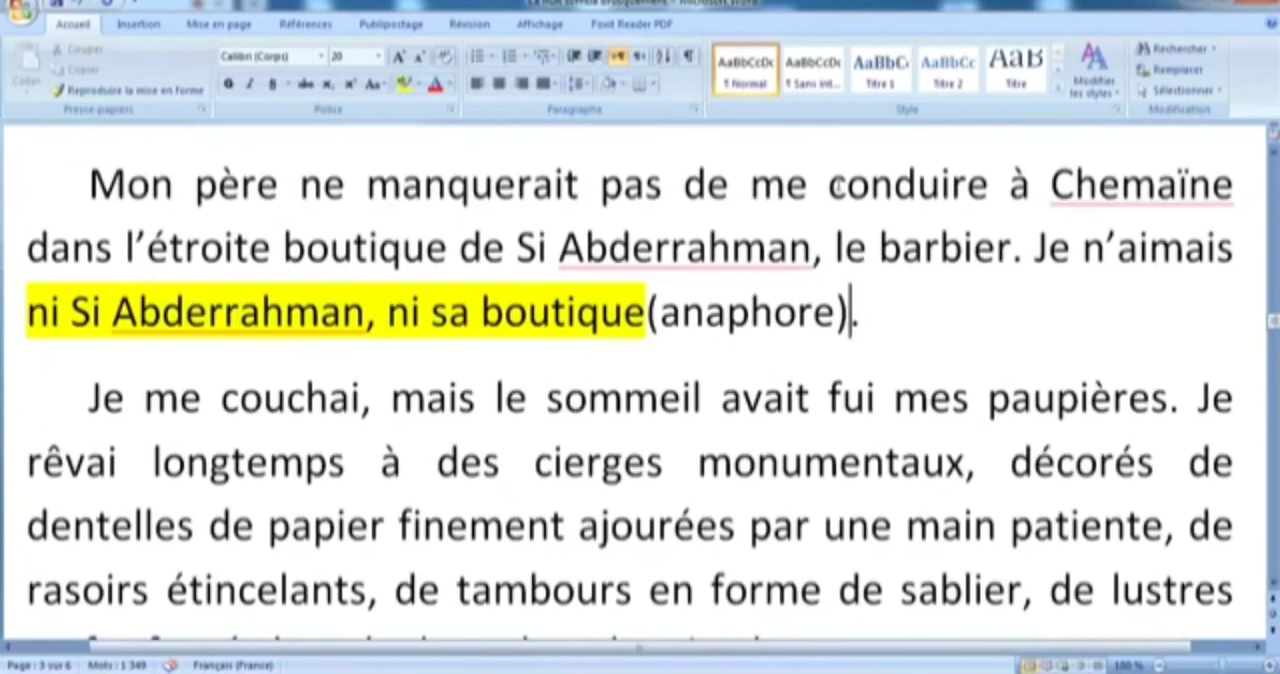 Accueil Insertion Mise en page Références Publipostage Révision Affichage Foxit Reader PDF
Couper
Copier
Coller
Reproduire la mise en forme
Presse-papiers
Calibri (Corps) 20
Police
Paragraphe
AaBbCcDc AaBbCcDc AaBbC AaBbCc AaB
¶ Normal ¶ Sans int... Titre 1 Titre 2 Titre
Modifier les styles
Style
Rechercher
Remplacer
Sélectionner
Modification
Mon père ne manquerait pas de me conduire à Chemaïne
dans l’étroite boutique de Si Abderrahman, le barbier. Je n’aimais
ni Si Abderrahman, ni sa boutique(anaphore).
Je me couchai, mais le sommeil avait fui mes paupières. Je
rêvai longtemps à des cierges monumentaux, décorés de
dentelles de papier finement ajourées par une main patiente, de
rasoirs étincelants, de tambours en forme de sablier, de lustres
Page : 3 sur 6 Mots : 1 349 Français (France) 180 %